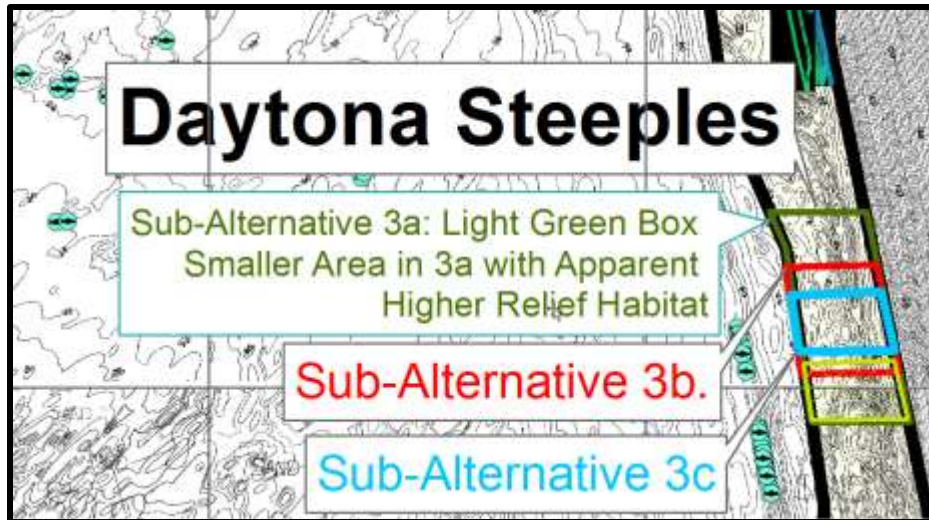 Daytona Steeples
Sub-Alternative 3a: Light Green Box
Smaller Area in 3a with Apparent
Higher Relief Habitat
Sub-Alternative 3b.
Sub-Alternative 3c